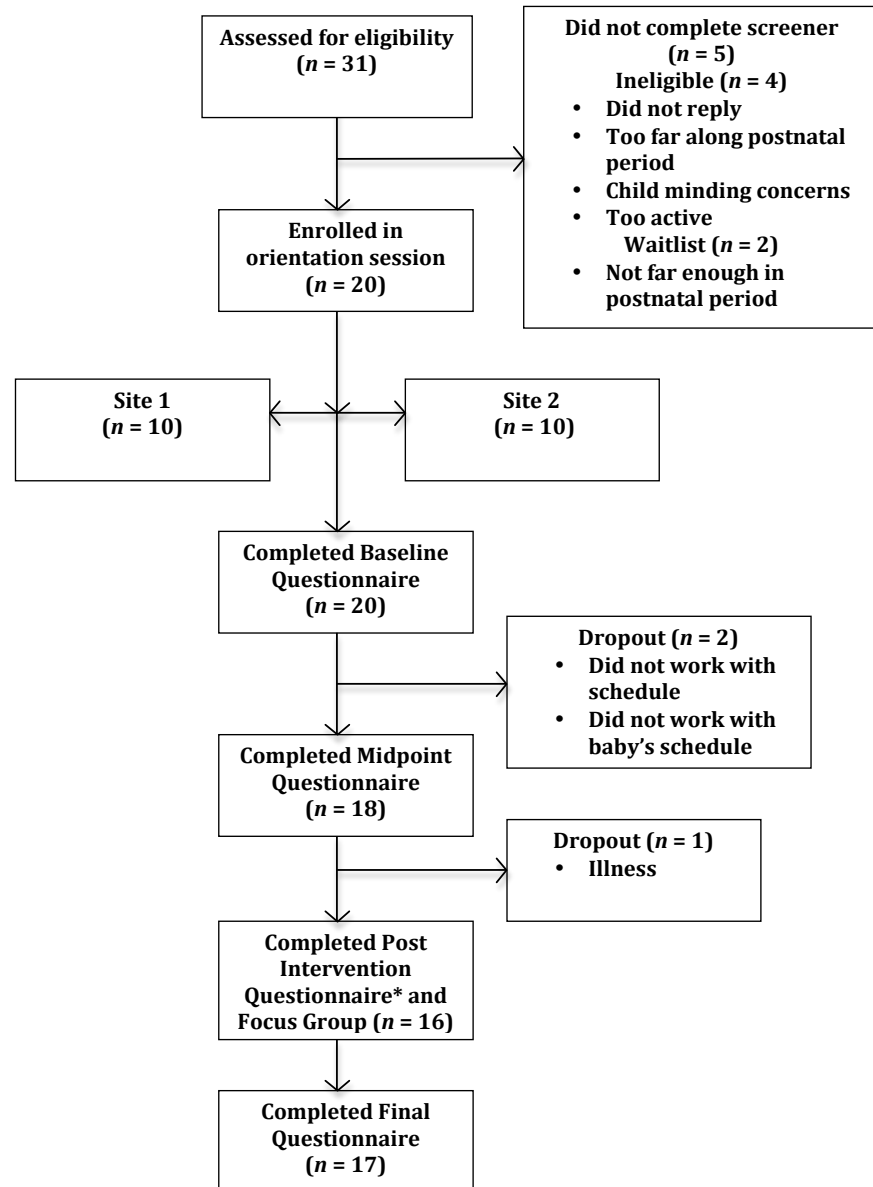 Assessed for eligibility
(n = 31)
Did not complete screener
(n = 5)
Ineligible (n = 4)
• Did not reply
• Too far along postnatal
period
• Child minding concerns
• Too active
Waitlist (n = 2)
• Not far enough in
postnatal period
Enrolled in
orientation session
(n = 20)
Site 1
(n = 10)
Site 2
(n = 10)
Completed Baseline
Questionnaire
(n = 20)
Dropout (n = 2)
• Did not work with
schedule
• Did not work with
baby’s schedule
Completed Midpoint
Questionnaire
(n = 18)
Dropout (n = 1)
• Illness
Completed Post
Intervention
Questionnaire* and
Focus Group (n = 16)
Completed Final
Questionnaire
(n = 17)